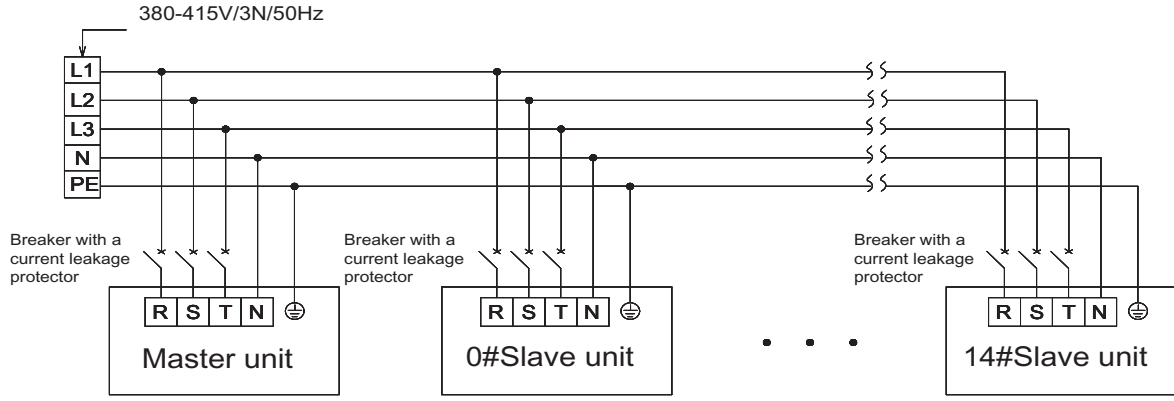 380-415V/3N/50Hz
L1
L2
L3
N
PE
Breaker with a
current leakage
protector
R S T N
Master unit
Breaker with a
current leakage
protector
R S T N
0#Slave unit
Breaker with a
current leakage
protector
R S T N
14#Slave unit